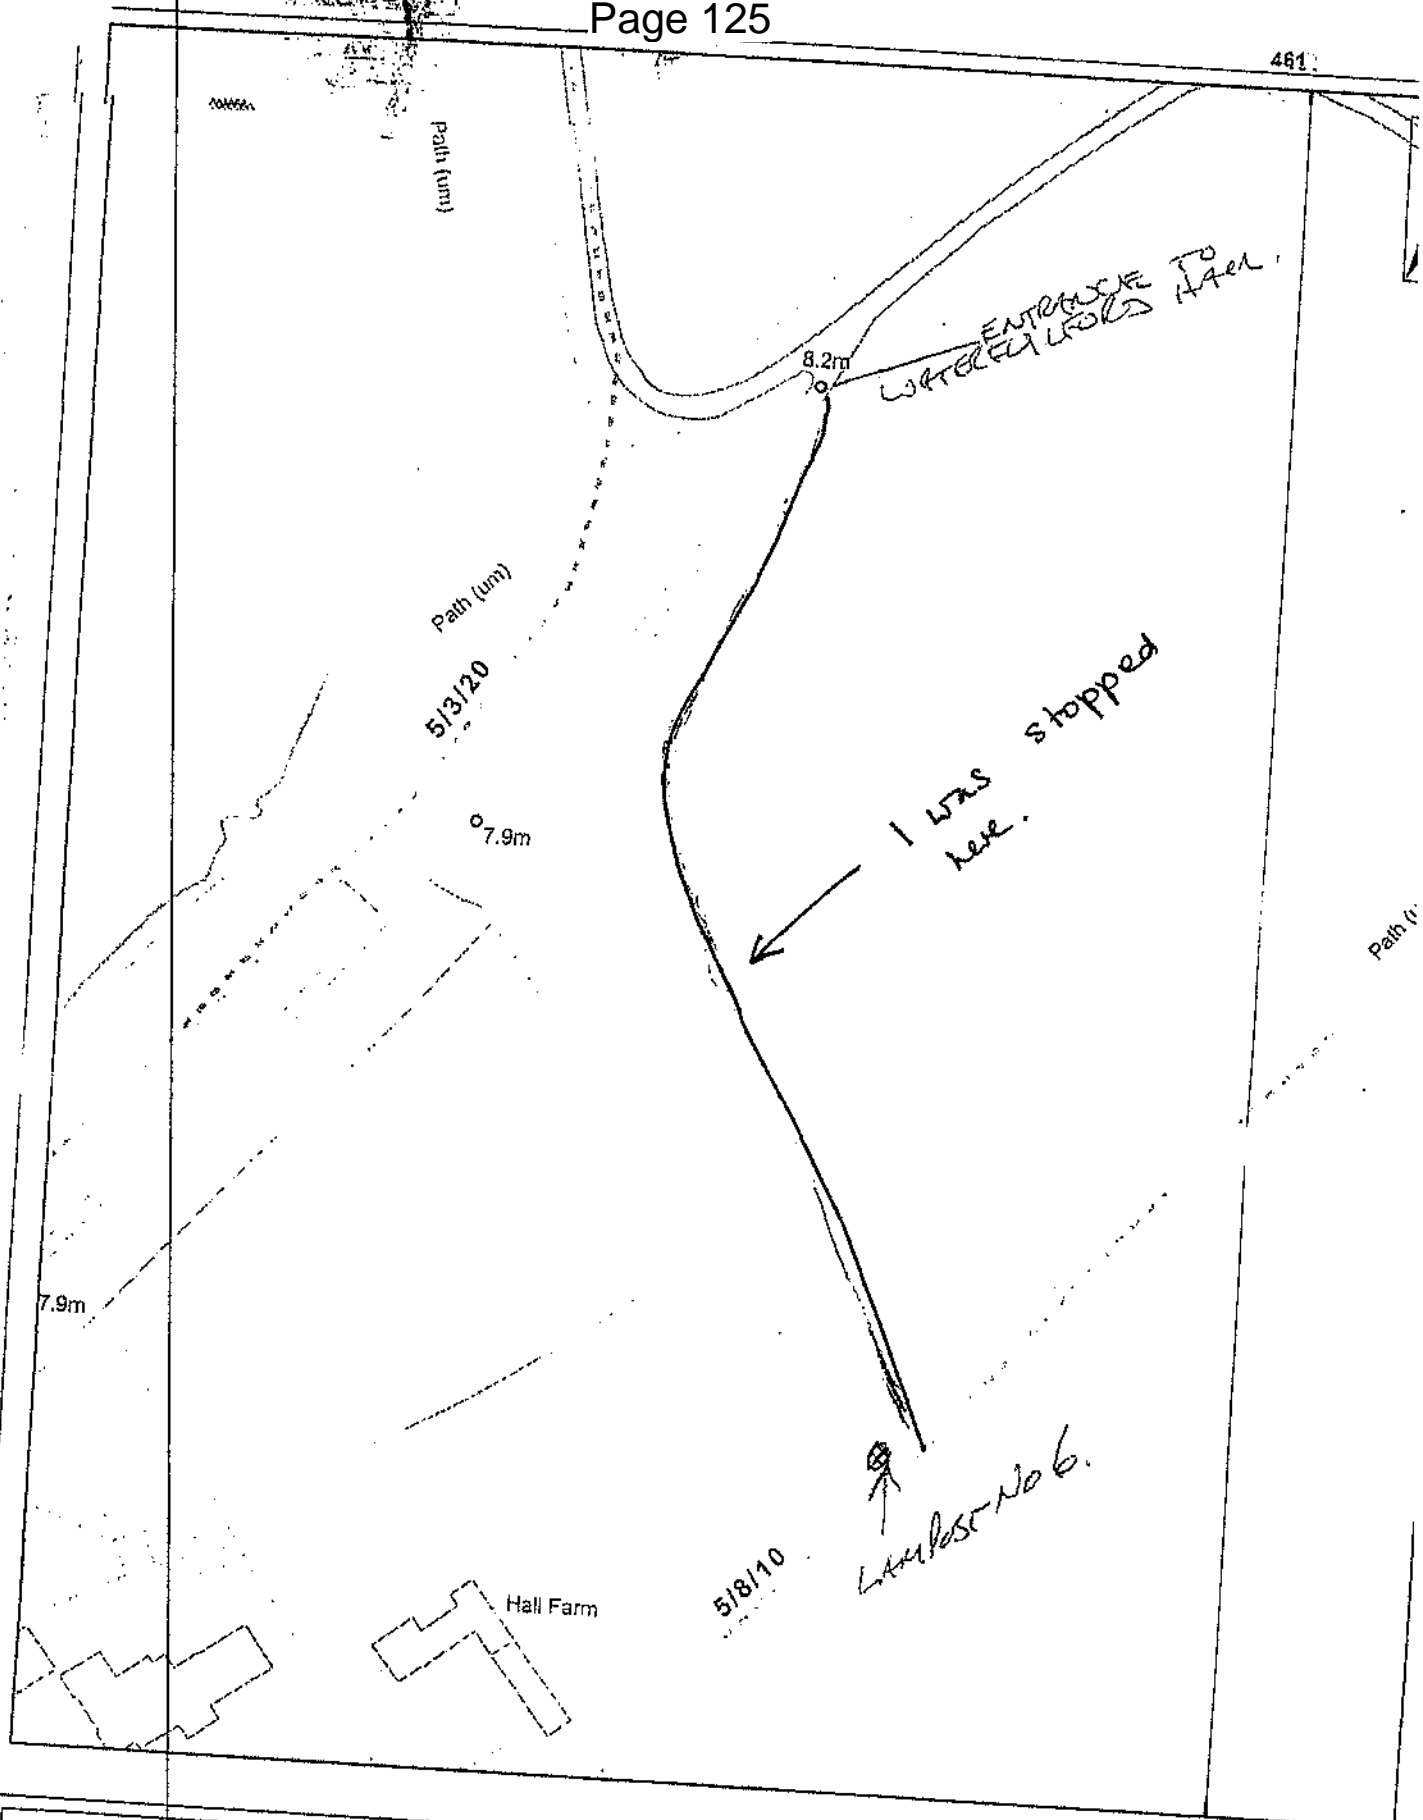 Page 125
461
Path (um)
ENTRANCE TO
8.2m
HALL.
Path (um)
5/3/20
I was stopped
here.
7.9m
Path (u
7.9m
LAMPOST No 6.
5/8/10
Hall Farm